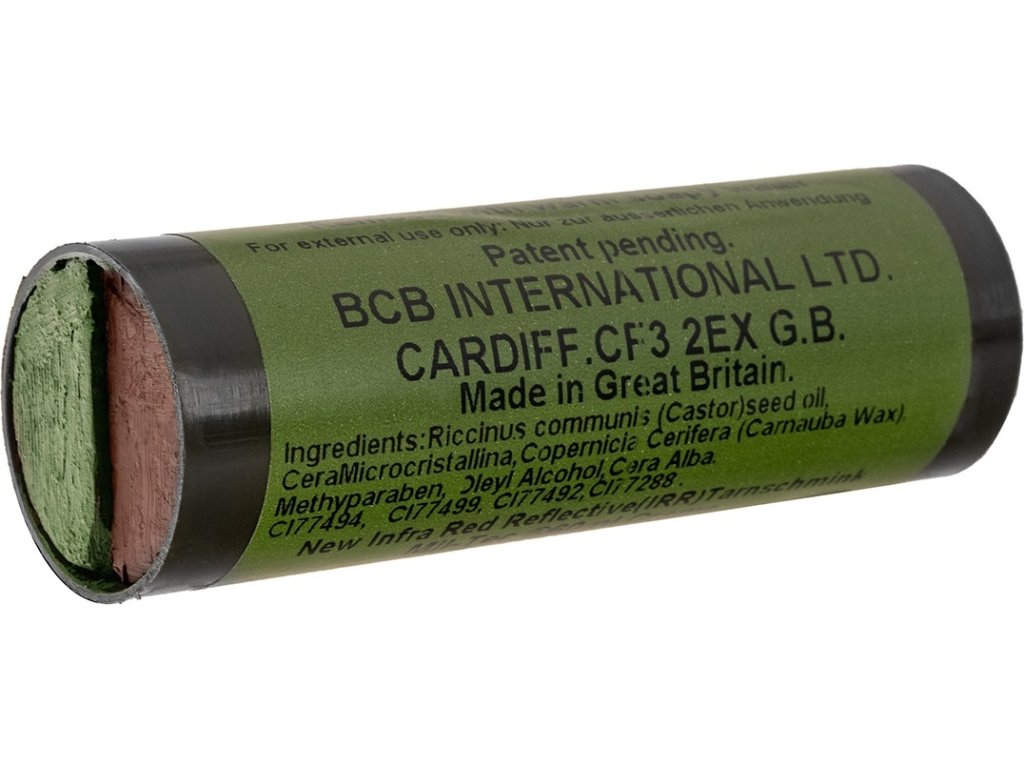 For external use only: Nur zur ausserlichen Anwendung
Patent pending.
BCB INTERNATIONAL LTD.
CARDIFF.CF3 2EX G.B.
Made in Great Britain.
Ingredients:Riccinus communis (Castor)seed oil,
CeraMicrocristallina,Copernicia Cerifera (Carnauba Wax).
Methyparaben, Oleyl Alcohol,Cera Alba.
CI77494, CI77499, CI77492,CI77288.
New Infra Red Reflective(IRR)Tarnschmink